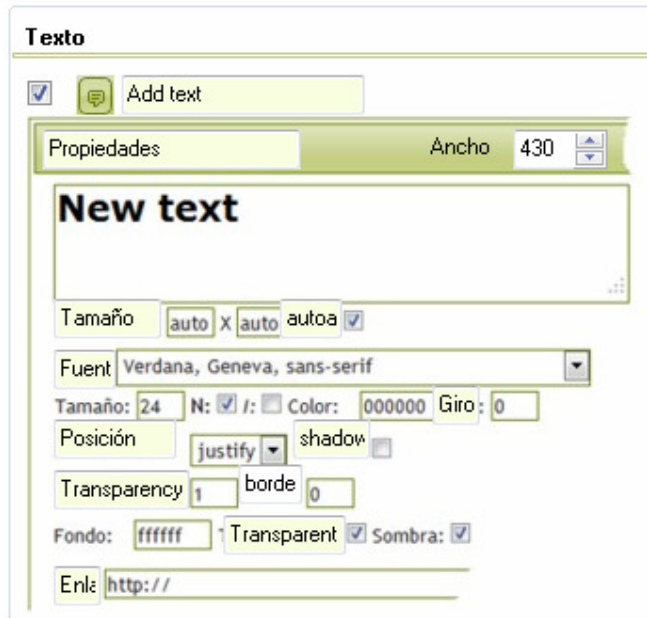 Texto
Add text
Propiedades Ancho 430
New text
Tamaño auto X auto autoa
Fuent Verdana, Geneva, sans-serif
Tamaño: 24 N: I: Color: 000000 Giro : 0
Posición justify shadow
Transparency 1 borde 0
Fondo: ffffff Transparent Sombra:
Enla http://